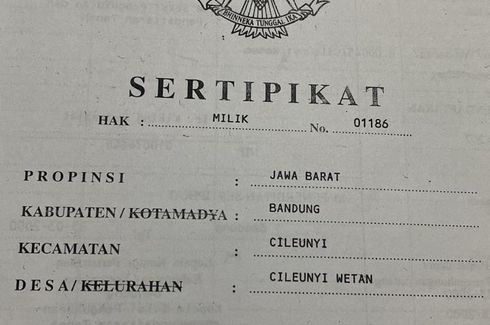 BHINNEKA TUNGGAL IKA
SERTIPIKAT
HAK : MILIK No. 01186
PROPINSI : JAWA BARAT
KABUPATEN / KOTAMADYA : BANDUNG
KECAMATAN : CILEUNYI
DESA / KELURAHAN : CILEUNYI WETAN